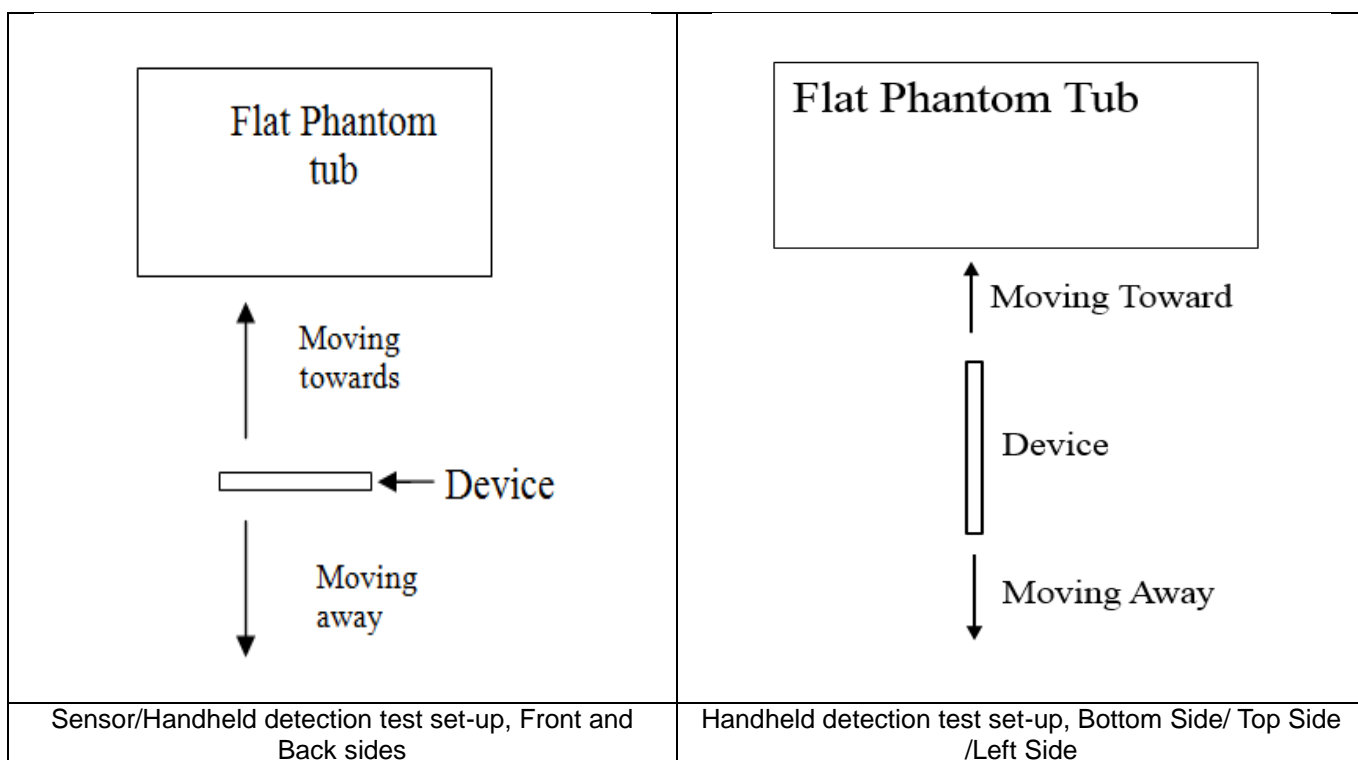 Flat Phantom
tub
Moving
towards
Device
Moving
away
Sensor/Handheld detection test set-up, Front and
Back sides
Flat Phantom Tub
Moving Toward
Device
Moving Away
Handheld detection test set-up, Bottom Side/ Top Side
/Left Side